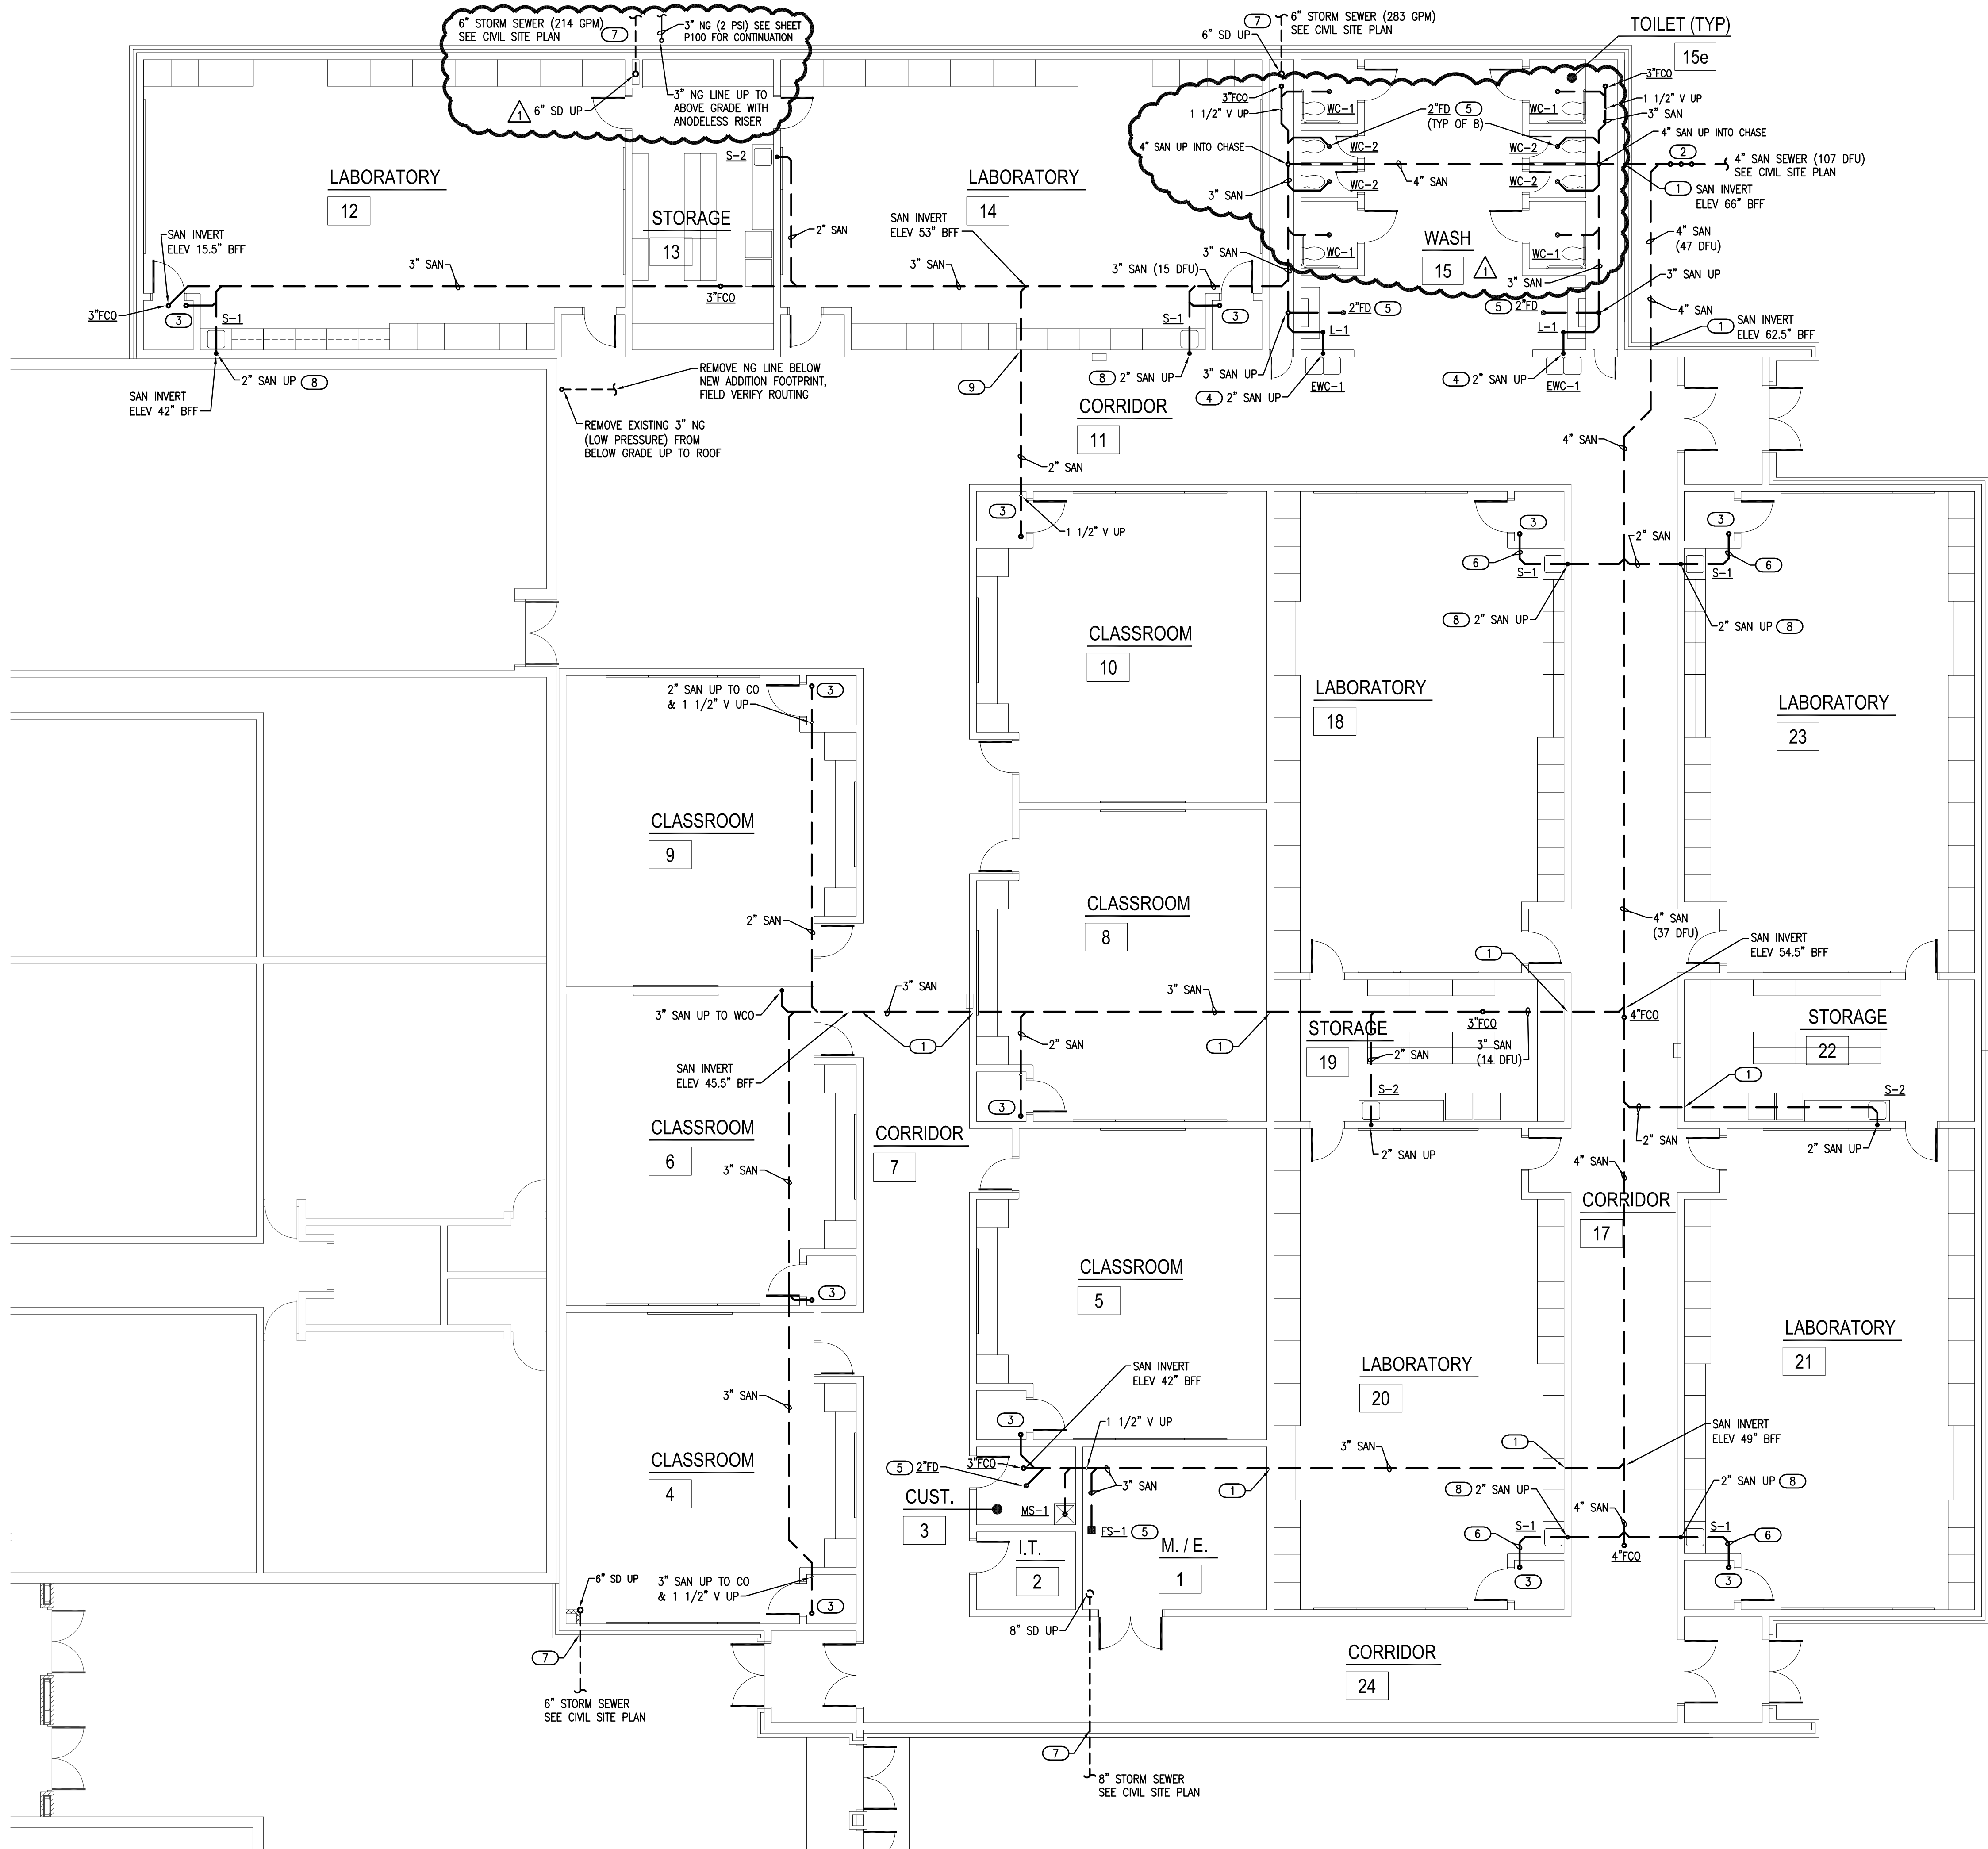 6" STORM SEWER (214 GPM)
SEE CIVIL SITE PLAN
7
3" NG (2 PSI) SEE SHEET
P100 FOR CONTINUATION
1
6" SD UP
3" NG LINE UP TO
ABOVE GRADE WITH
ANODELESS RISER
7
6" STORM SEWER (283 GPM)
SEE CIVIL SITE PLAN
6" SD UP
TOILET (TYP)
15e
3"FCO
1 1/2" V UP
3"FCO
1 1/2" V UP
3" SAN
WC-1
2"FD
5
(TYP OF 8)
WC-1
4" SAN UP INTO CHASE
4" SAN UP INTO CHASE
WC-2
WC-2
2
4" SAN SEWER (107 DFU)
SEE CIVIL SITE PLAN
3" SAN
WC-2
4" SAN
WC-2
1
SAN INVERT
ELEV 66" BFF
LABORATORY
12
STORAGE
13
S-2
2" SAN
LABORATORY
14
SAN INVERT
ELEV 53" BFF
4" SAN
(47 DFU)
WASH
15
1
WC-1
WC-1
3" SAN
3" SAN
3" SAN UP
SAN INVERT
ELEV 15.5" BFF
3" SAN
3"FCO
3" SAN
3" SAN (15 DFU)
3"FCO
3
S-1
S-1
3
2"FD
5
5
2"FD
4" SAN
1
SAN INVERT
ELEV 62.5" BFF
L-1
L-1
2" SAN UP
8
SAN INVERT
ELEV 42" BFF
REMOVE NG LINE BELOW
NEW ADDITION FOOTPRINT,
FIELD VERIFY ROUTING
REMOVE EXISTING 3" NG
(LOW PRESSURE) FROM
BELOW GRADE UP TO ROOF
9
8
2" SAN UP
3" SAN UP
4
2" SAN UP
EWC-1
4
2" SAN UP
EWC-1
CORRIDOR
11
4" SAN
2" SAN
3
1 1/2" V UP
3
3
2" SAN
6
S-1
S-1
6
8
2" SAN UP
2" SAN UP
8
CLASSROOM
10
LABORATORY
18
LABORATORY
23
2" SAN UP TO CO
& 1 1/2" V UP
3
CLASSROOM
9
2" SAN
CLASSROOM
8
4" SAN
(37 DFU)
SAN INVERT
ELEV 54.5" BFF
1
3" SAN
3" SAN
3" SAN UP TO WCO
3"FCO
4"FCO
STORAGE
19
STORAGE
22
1
2" SAN
1
2" SAN
3" SAN
(14 DFU)
SAN INVERT
ELEV 45.5" BFF
1
S-2
S-2
3
2" SAN
2" SAN UP
2" SAN UP
CLASSROOM
6
CORRIDOR
7
3" SAN
4" SAN
CORRIDOR
17
3
CLASSROOM
5
LABORATORY
20
LABORATORY
21
3" SAN
SAN INVERT
ELEV 42" BFF
3
1 1/2" V UP
SAN INVERT
ELEV 49" BFF
3" SAN
1
CLASSROOM
4
5
2"FD
3"FCO
3" SAN
1
8
2" SAN UP
2" SAN UP
8
CUST.
3
MS-1
FS-1
5
4" SAN
6
S-1
S-1
6
4"FCO
I.T.
2
M. / E.
1
3
3
6" SD UP
3" SAN UP TO CO
& 1 1/2" V UP
3
8" SD UP
7
CORRIDOR
24
6" STORM SEWER
SEE CIVIL SITE PLAN
7
8" STORM SEWER
SEE CIVIL SITE PLAN